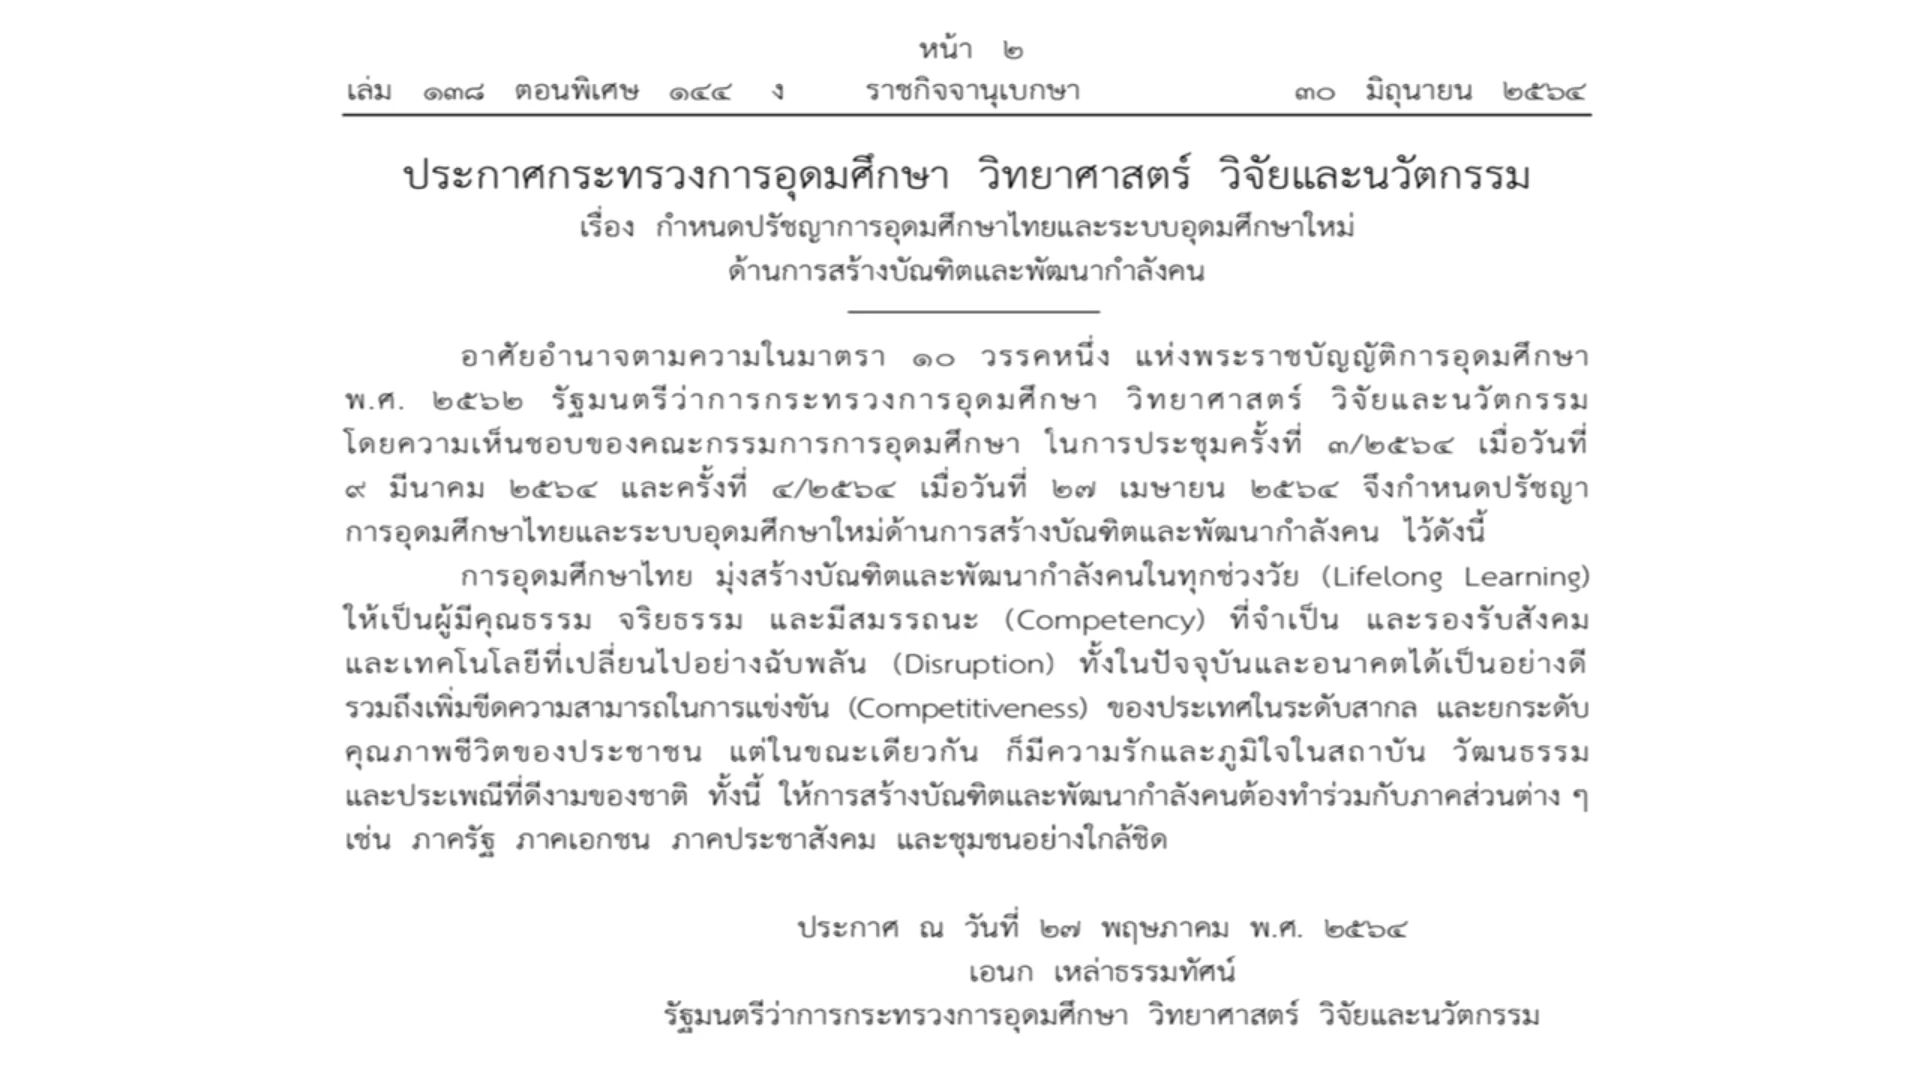 หน้า ๒
เล่ม ๑๓๘ ตอนพิเศษ ๑๔๔ ง ราชกิจจานุเบกษา ๓๐ มิถุนายน ๒๕๖๔
ประกาศกระทรวงการอุดมศึกษา วิทยาศาสตร์ วิจัยและนวัตกรรม
เรื่อง กำหนดปรัชญาการอุดมศึกษาไทยและระบบอุดมศึกษาใหม่
ด้านการสร้างบัณฑิตและพัฒนากำลังคน
อาศัยอำนาจตามความในมาตรา ๑๐ วรรคหนึ่ง แห่งพระราชบัญญัติการอุดมศึกษา
พ.ศ. ๒๕๖๒ รัฐมนตรีว่าการกระทรวงการอุดมศึกษา วิทยาศาสตร์ วิจัยและนวัตกรรม
โดยความเห็นชอบของคณะกรรมการการอุดมศึกษา ในการประชุมครั้งที่ ๓/๒๕๖๔ เมื่อวันที่
๙ มีนาคม ๒๕๖๔ และครั้งที่ ๔/๒๕๖๔ เมื่อวันที่ ๒๗ เมษายน ๒๕๖๔ จึงกำหนดปรัชญา
การอุดมศึกษาไทยและระบบอุดมศึกษาใหม่ด้านการสร้างบัณฑิตและพัฒนากำลังคน ไว้ดังนี้
การอุดมศึกษาไทย มุ่งสร้างบัณฑิตและพัฒนากำลังคนในทุกช่วงวัย (Lifelong Learning)
ให้เป็นผู้มีคุณธรรม จริยธรรม และมีสมรรถนะ (Competency) ที่จำเป็น และรองรับสังคม
และเทคโนโลยีที่เปลี่ยนไปอย่างฉับพลัน (Disruption) ทั้งในปัจจุบันและอนาคตได้เป็นอย่างดี
รวมถึงเพิ่มขีดความสามารถในการแข่งขัน (Competitiveness) ของประเทศในระดับสากล และยกระดับ
คุณภาพชีวิตของประชาชน แต่ในขณะเดียวกัน ก็มีความรักและภูมิใจในสถาบัน วัฒนธรรม
และประเพณีที่ดีงามของชาติ ทั้งนี้ ให้การสร้างบัณฑิตและพัฒนากำลังคนต้องทำร่วมกับภาคส่วนต่าง ๆ
เช่น ภาครัฐ ภาคเอกชน ภาคประชาสังคม และชุมชนอย่างใกล้ชิด
ประกาศ ณ วันที่ ๒๗ พฤษภาคม พ.ศ. ๒๕๖๔
เอนก เหล่าธรรมทัศน์
รัฐมนตรีว่าการกระทรวงการอุดมศึกษา วิทยาศาสตร์ วิจัยและนวัตกรรม